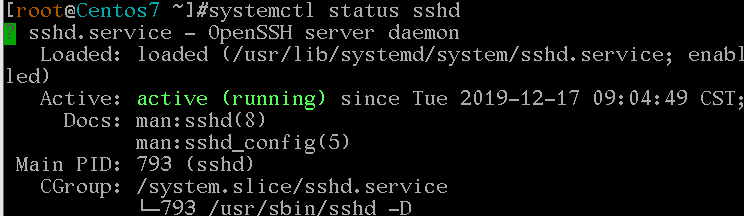 [root@Centos7 ~]#systemctl status sshd
? sshd.service - OpenSSH server daemon
Loaded: loaded (/usr/lib/systemd/system/sshd.service; enabl
led)
Active: active (running) since Tue 2019-12-17 09:04:49 CST;
Docs: man:sshd(8)
man:sshd_config(5)
Main PID: 793 (sshd)
CGroup: /system.slice/sshd.service
└─793 /usr/sbin/sshd -D